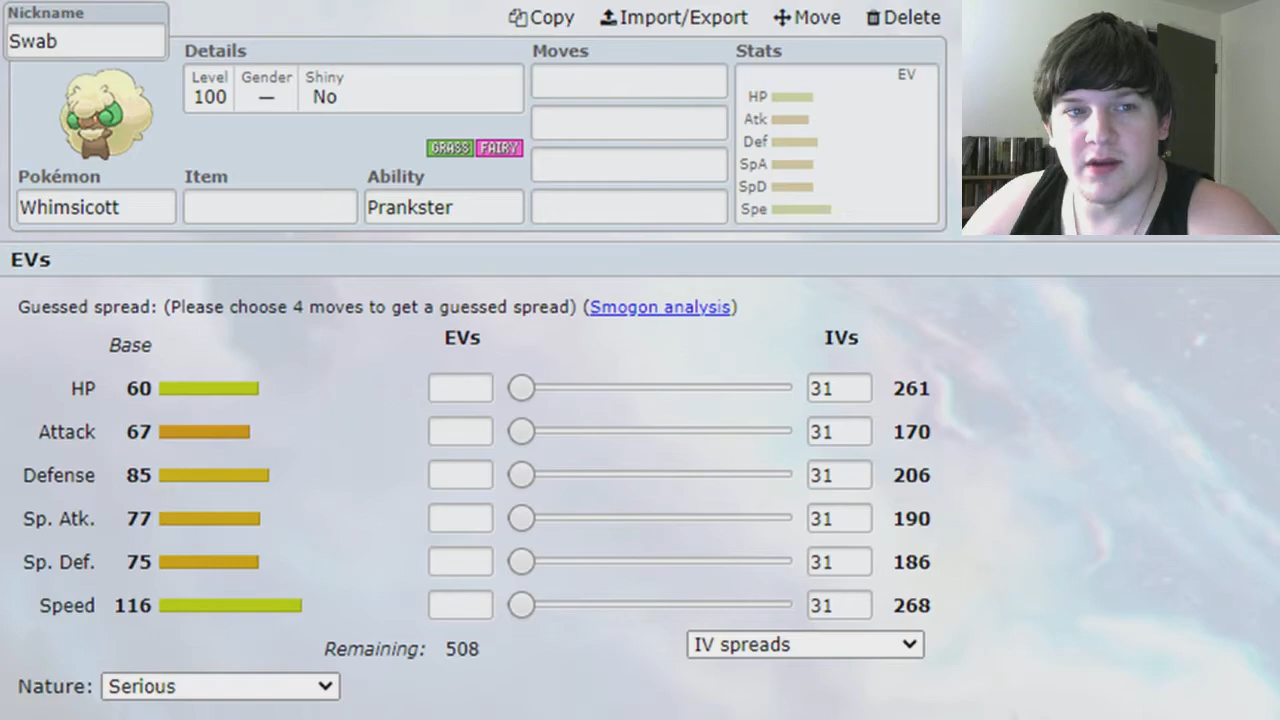 Nickname
Swab
Copy Import/Export Move Delete
Details
Moves
Stats
Level Gender Shiny
100 — No
EV
HP
Atk
Def
SpA
SpD
Spe
GRASS FAIRY
Pokémon Item Ability
Whimsicott Prankster
EVs
Guessed spread: (Please choose 4 moves to get a guessed spread) (Smogon analysis)
Base EVs IVs
HP 60 31 261
Attack 67 31 170
Defense 85 31 206
Sp. Atk. 77 31 190
Sp. Def. 75 31 186
Speed 116 31 268
Remaining: 508 IV spreads
Nature: Serious